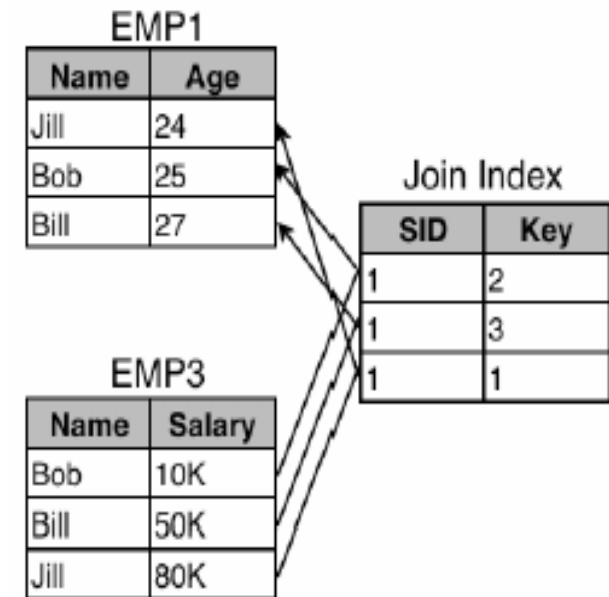 EMP1
Name Age
Jill 24
Bob 25
Bill 27
Join Index
SID Key
1 2
1 3
1 1
EMP3
Name Salary
Bob 10K
Bill 50K
Jill 80K